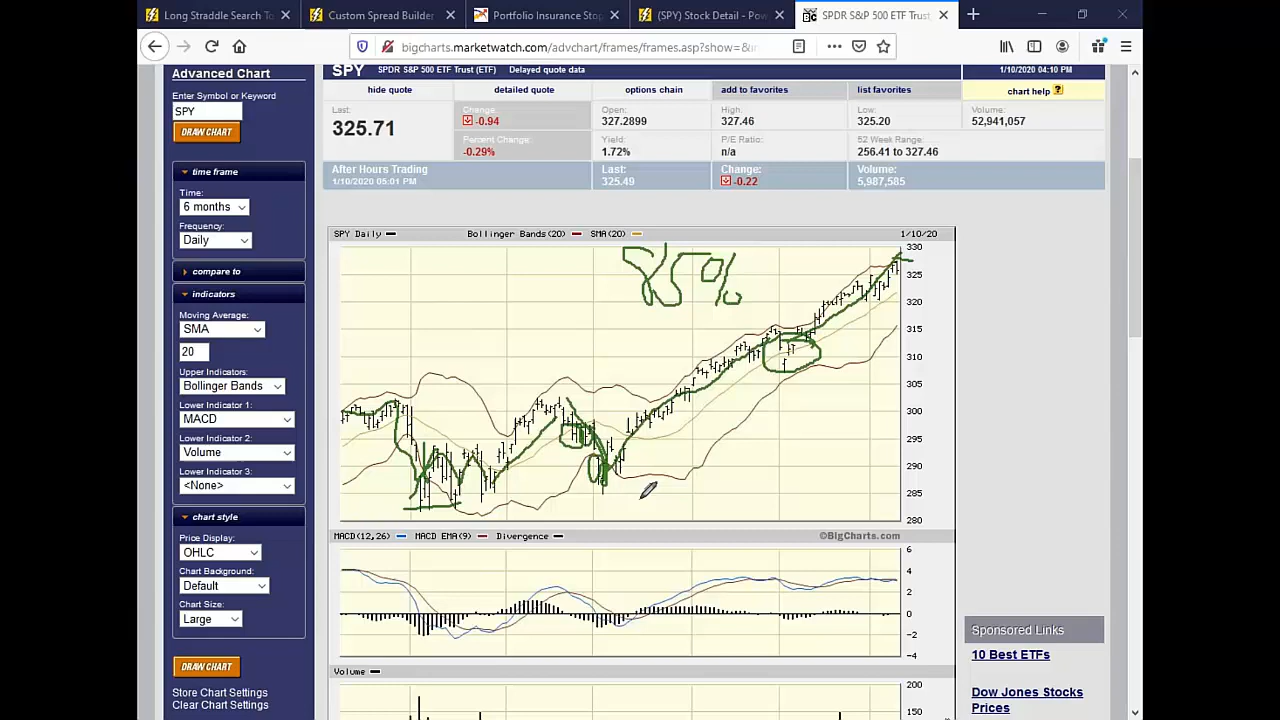 Long Straddle Search To
Custom Spread Builder
Portfolio Insurance Stop
(SPY) Stock Detail - Pow
SPDR S&P 500 ETF Trust
bigcharts.marketwatch.com/advchart/frames/frames.asp?show=&i
Advanced Chart
Enter Symbol or Keyword
SPY
DRAW CHART
time frame
Time:
6 months
Frequency:
Daily
compare to
indicators
Moving Average:
SMA
20
Upper Indicators:
Bollinger Bands
Lower Indicator 1:
MACD
Lower Indicator 2:
Volume
Lower Indicator 3:
<None>
chart style
Price Display:
OHLC
Chart Background:
Default
Chart Size:
Large
DRAW CHART
Store Chart Settings
Clear Chart Settings
SPY SPDR S&P 500 ETF Trust (ETF) Delayed quote data 1/10/2020 04:10 PM
hide quote detailed quote options chain add to favorites list favorites chart help ?
Last: Change: Open: High: Low: Volume:
325.71 -0.94 327.2899 327.46 325.20 52,941,057
Percent Change: Yield: P/E Ratio: 52 Week Range:
-0.29% 1.72% n/a 256.41 to 327.46
After Hours Trading Last: Change: Volume:
1/10/2020 05:01 PM 325.49 -0.22 5,987,585
SPY Daily Bollinger Bands(20) SMA(20) 1/10/20
85%
330
325
320
315
310
305
300
295
290
285
280
MACD(12,26) MACD EMA(9) Divergence ©BigCharts.com
6
4
2
0
-2
-4
Volume
200
150
Sponsored Links
10 Best ETFs
Dow Jones Stocks
Prices